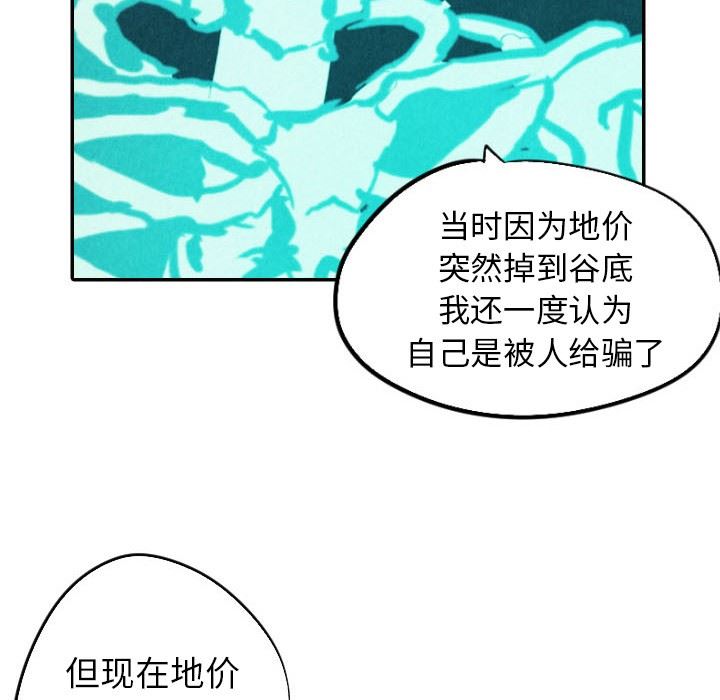 当时因为地价
突然掉到谷底
我还一度认为
自己是被人给骗了
但现在地价